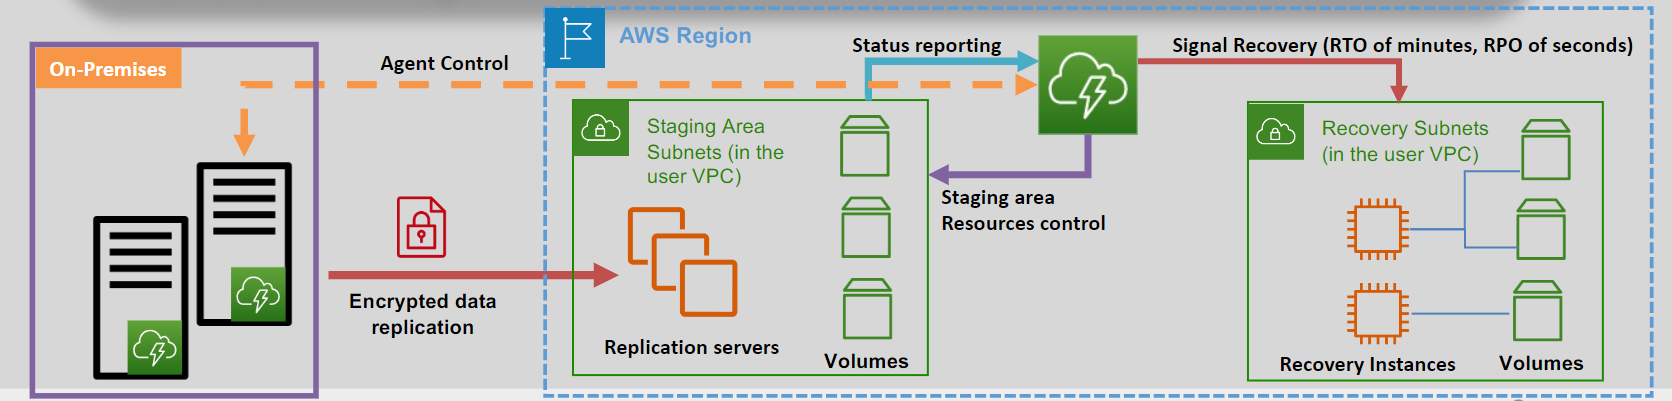 On-Premises
Agent Control
AWS Region
Status reporting
Signal Recovery (RTO of minutes, RPO of seconds)
Encrypted data
replication
Staging Area
Subnets (in the
user VPC)
Replication servers
Volumes
Staging area
Resources control
Recovery Subnets
(in the user VPC)
Recovery Instances
Volumes